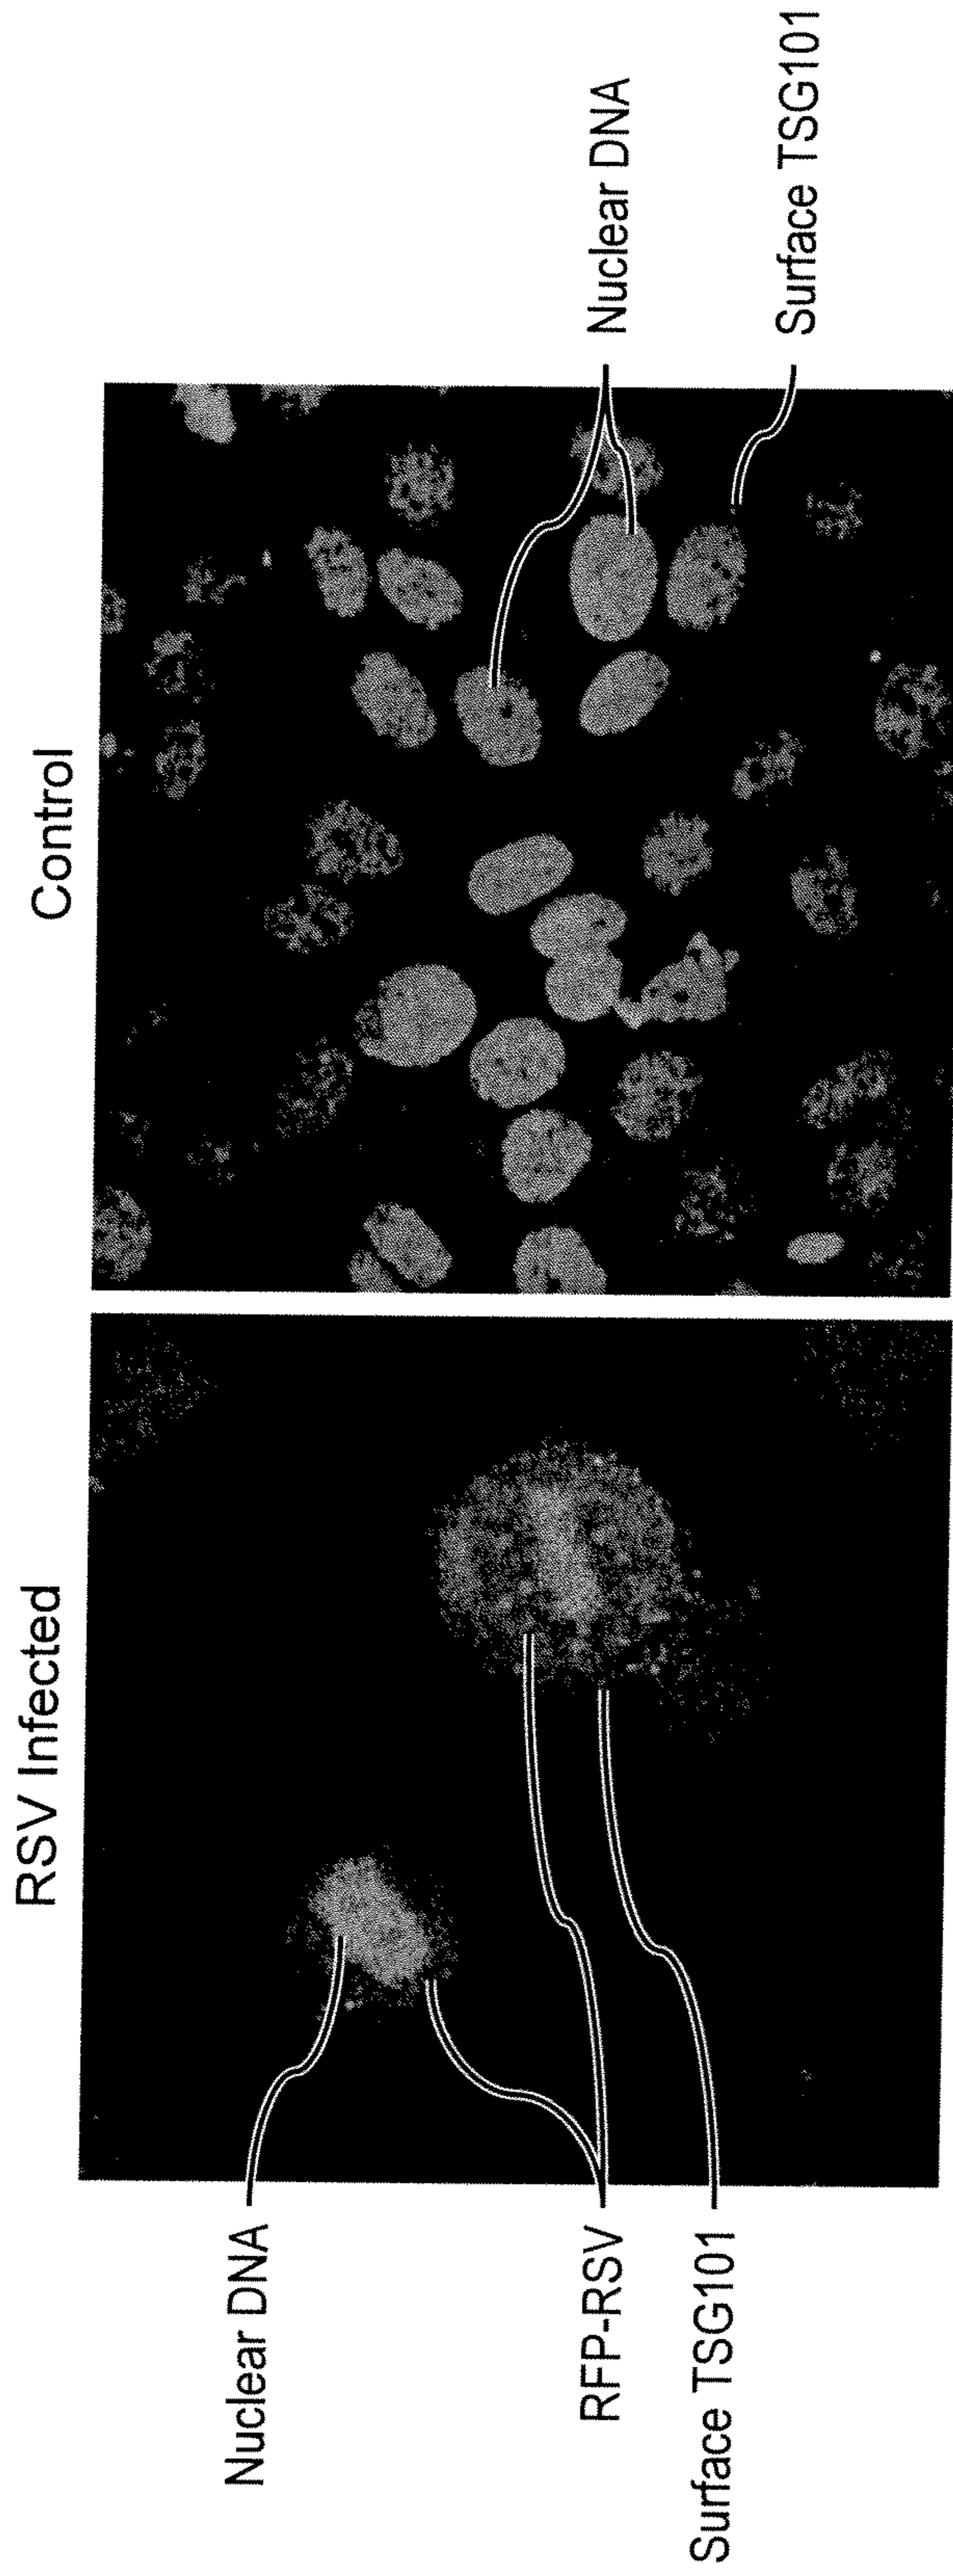 RSV Infected
Control
Nuclear DNA
RFP-RSV
Surface TSG101
Nuclear DNA
Surface TSG101